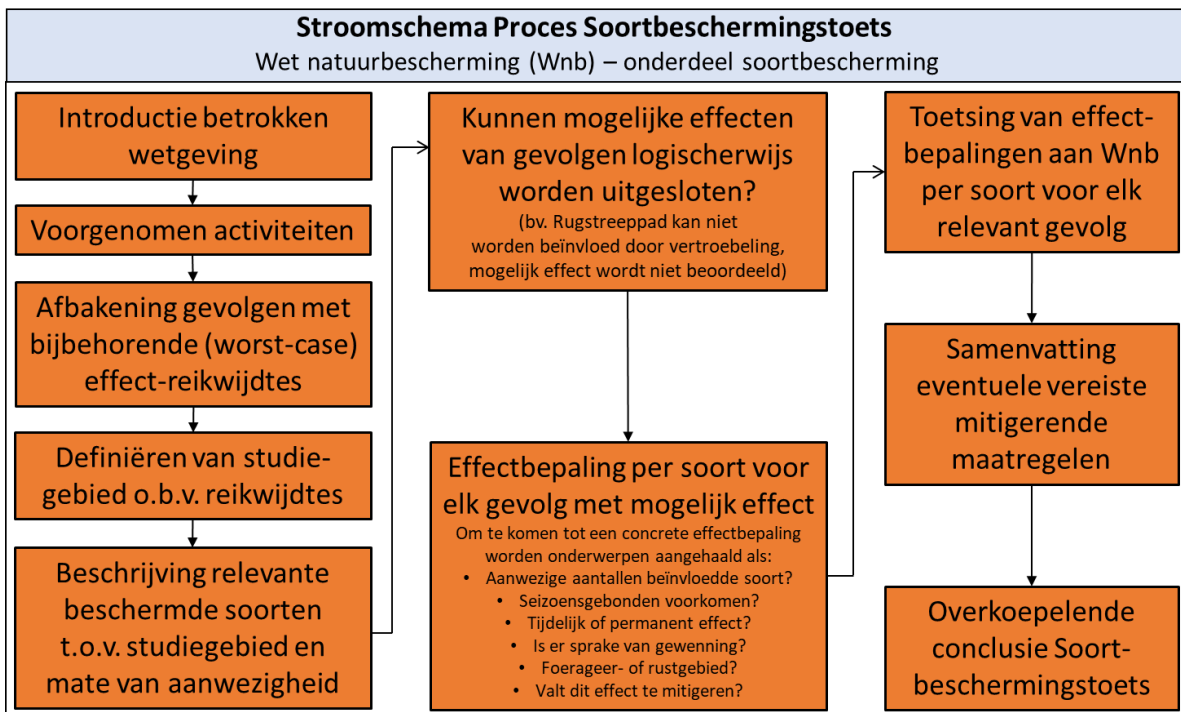 Stroomschema Proces Soortbeschermingstoets
Wet natuurbescherming (Wnb) – onderdeel soortbescherming
Introductie betrokken
wetgeving
Voorgenomen activiteiten
Afbakening gevolgen met
bijbehorende (worst-case)
effect-reikwijdtes
Definiëren van studie-
gebied o.b.v. reikwijdtes
Beschrijving relevante
beschermde soorten
t.o.v. studiegebied en
mate van aanwezigheid
Kunnen mogelijke effecten
van gevolgen logischerwijs
worden uitgesloten?
(bv. Rugstreeppad kan niet
worden beïnvloed door vertroebeling,
mogelijk effect wordt niet beoordeeld)
Effectbepaling per soort voor
elk gevolg met mogelijk effect
Om te komen tot een concrete effectbepaling
worden onderwerpen aangehaald als:
• Aanwezige aantallen beïnvloedde soort?
• Seizoensgebonden voorkomen?
• Tijdelijk of permanent effect?
• Is er sprake van gewenning?
• Foerageer- of rustgebied?
• Valt dit effect te mitigeren?
Toetsing van effect-
bepalingen aan Wnb
per soort voor elk
relevant gevolg
Samenvatting
eventuele vereiste
mitigerende
maatregelen
Overkoepelende
conclusie Soort-
beschermingstoets